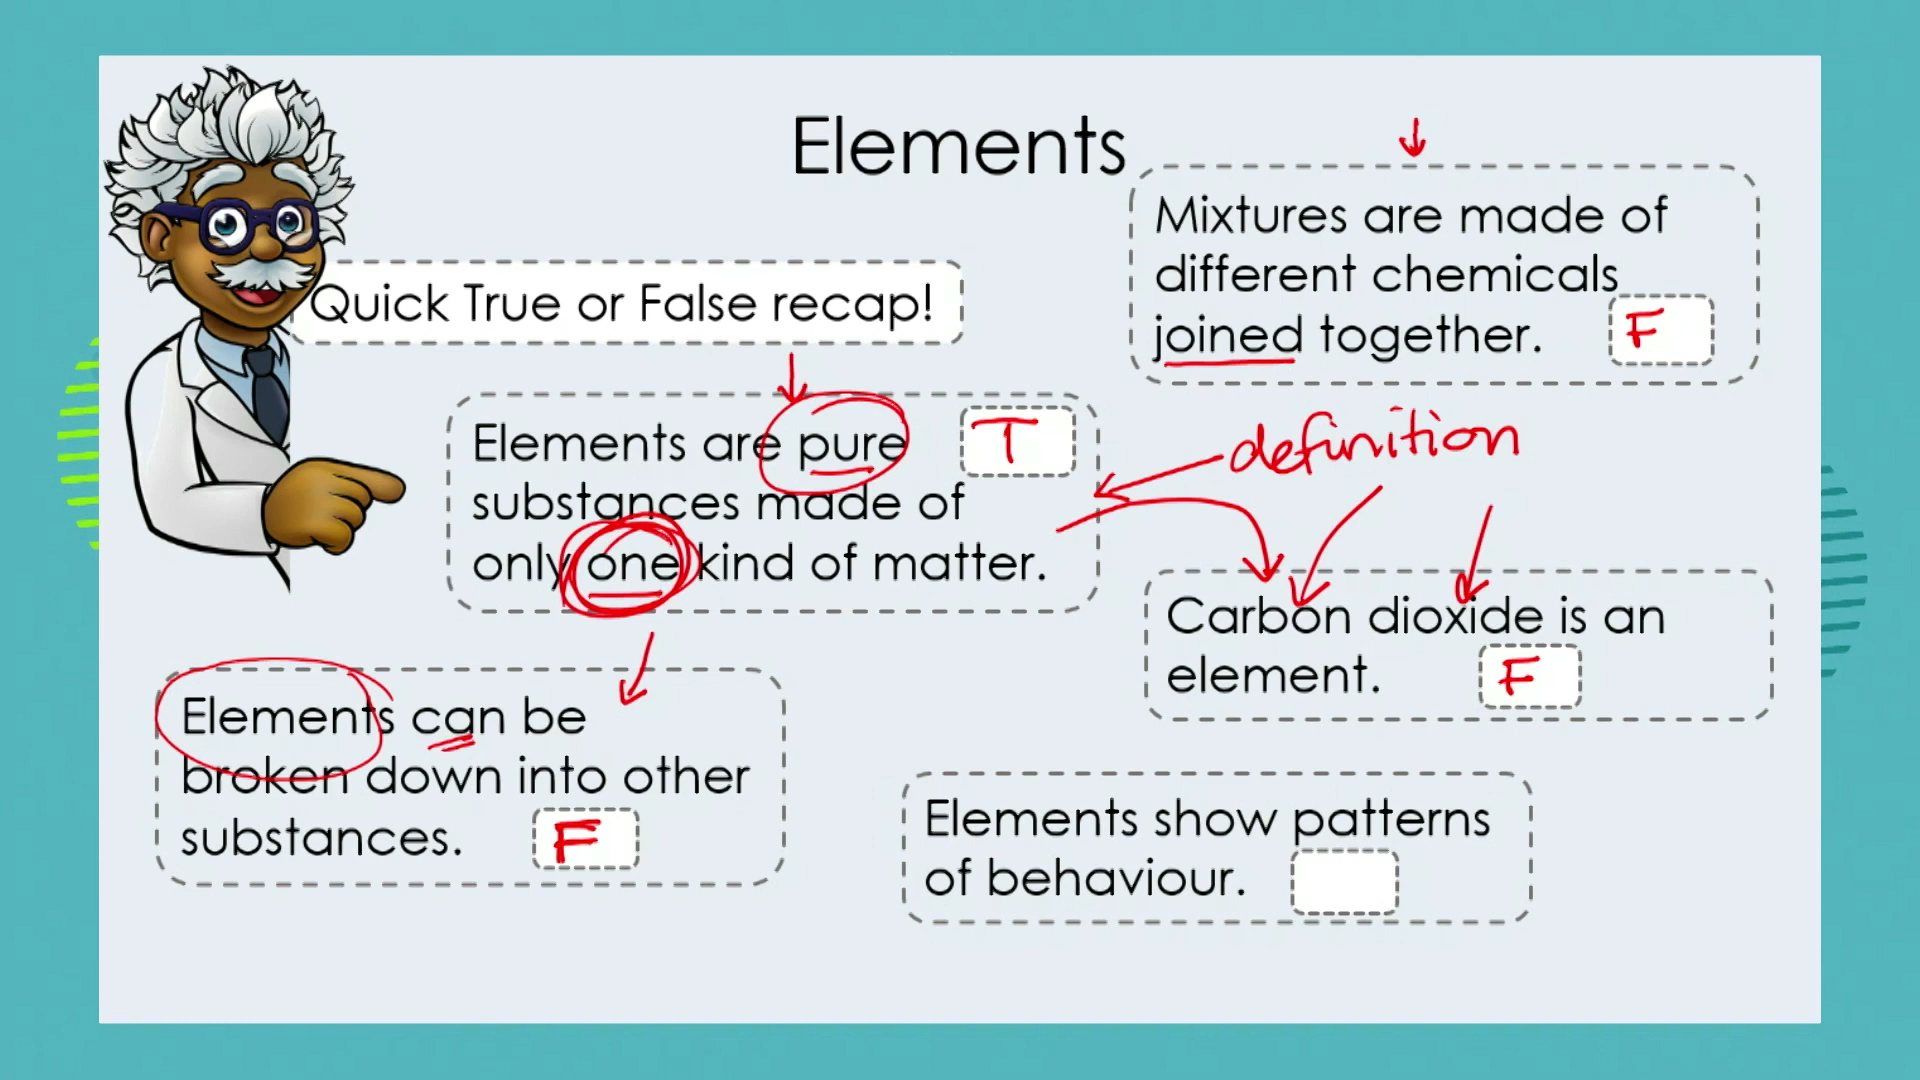 Elements
Quick True or False recap!
Mixtures are made of
different chemicals
joined together.
F
Elements are pure
T
substances made of
only one kind of matter.
definition
Carbon dioxide is an
element.
F
Elements can be
broken down into other
substances.
F
Elements show patterns
of behaviour.